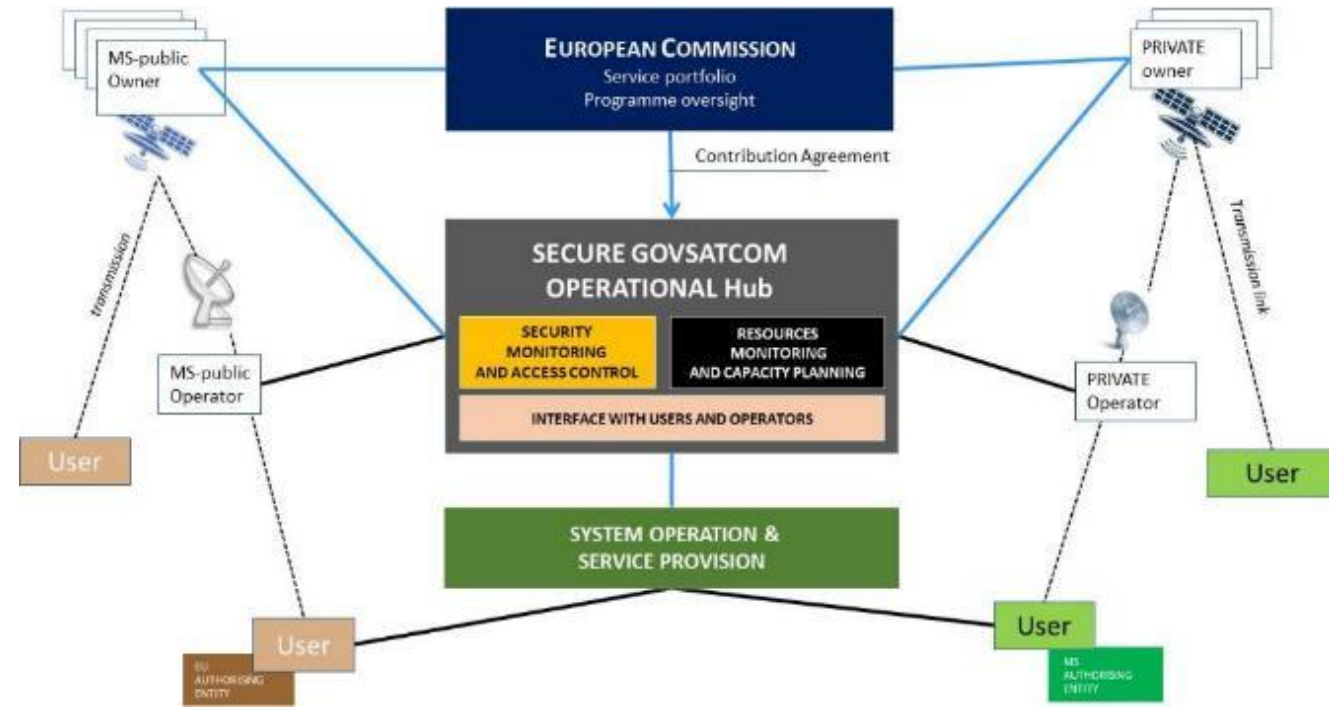 MS-public
Owner
EUROPEAN COMMISSION
Service portfolio
Programme oversight
PRIVATE
owner
Contribution Agreement
transmission
Transmission link
SECURE GOVSATCOM
OPERATIONAL Hub
SECURITY
MONITORING
AND ACCESS CONTROL
RESOURCES
MONITORING
AND CAPACITY PLANNING
INTERFACE WITH USERS AND OPERATORS
MS-public
Operator
PRIVATE
Operator
User
User
SYSTEM OPERATION &
SERVICE PROVISION
User
EU
AUTHORISING
ENTITY
User
MS
AUTHORISING
ENTITY